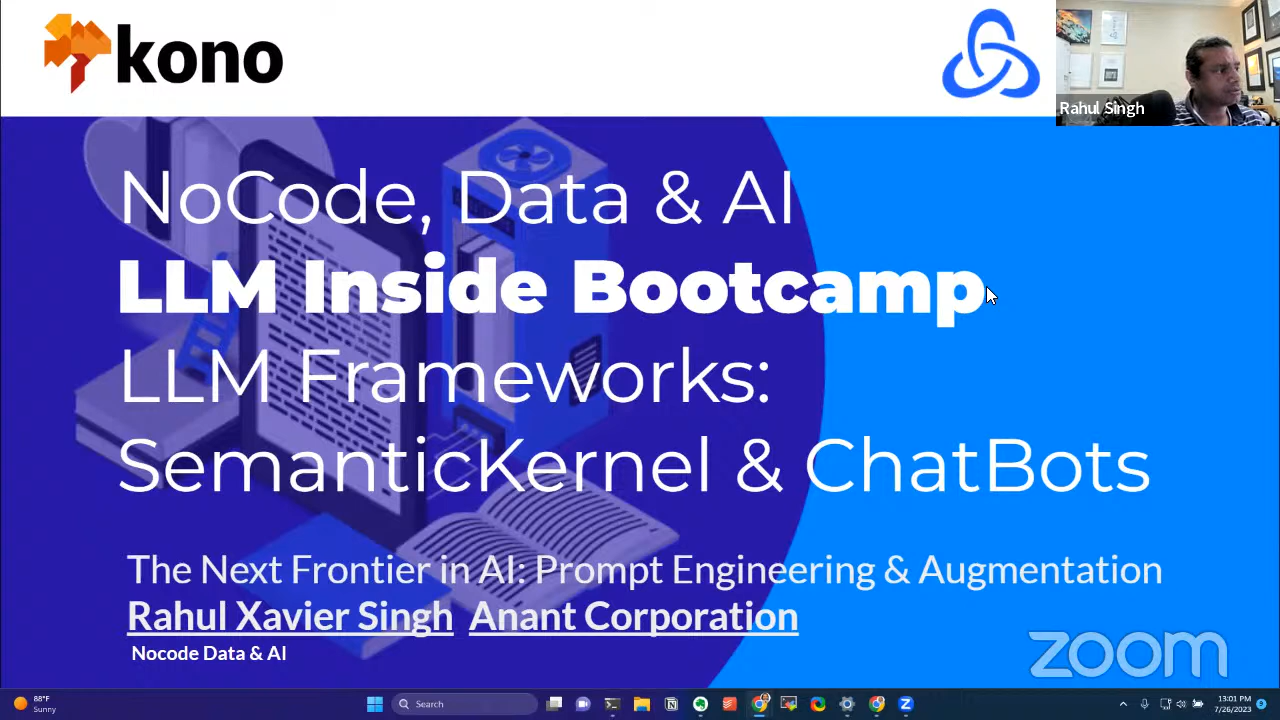 kono
Rahul Singh
NoCode, Data & AI
LLM Inside Bootcamp
LLM Frameworks:
SemanticKernel & ChatBots
The Next Frontier in AI: Prompt Engineering & Augmentation
Rahul Xavier Singh Anant Corporation
Nocode Data & AI
zoom
88°F
Sunny
Search
13:01 PM
7/26/2023